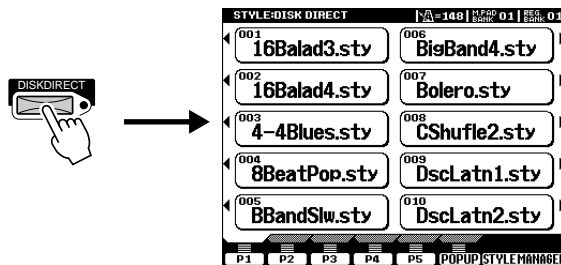 STYLE:DISK DIRECT =148 M.PAD BANK 01 REG. BANK 01
DISKDIRECT
001 16Balad3.sty
006 BigBand4.sty
002 16Balad4.sty
007 Bolero.sty
003 4-4Blues.sty
008 CShufle2.sty
004 8BeatPop.sty
009 DscLatn1.sty
005 BBandSlw.sty
010 DscLatn2.sty
P1 P2 P3 P4 P5 POPUP STYLE MANAGER